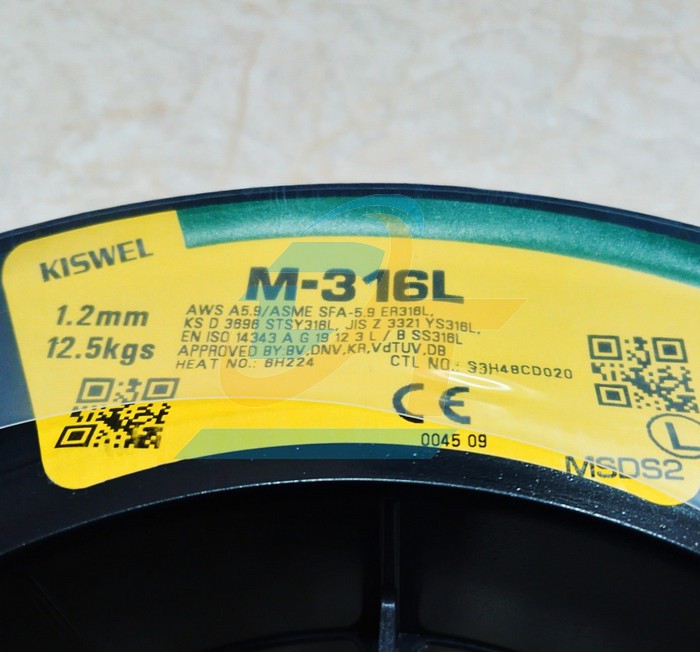 KISWEL
M-316L
1.2mm
12.5kgs
AWS A5.9/ASME SFA-5.9 ER316L,
KS D 3696 STSY316L, JIS Z 3321 YS316L,
EN ISO 14343 A G 19 12 3 L / B SS316L
APPROVED BY BV,DNV,KR,VdTUV,DB
HEAT NO.: 6H224 CTL NO.: S3H48CD020
CE
0045 09
L
MSDS2